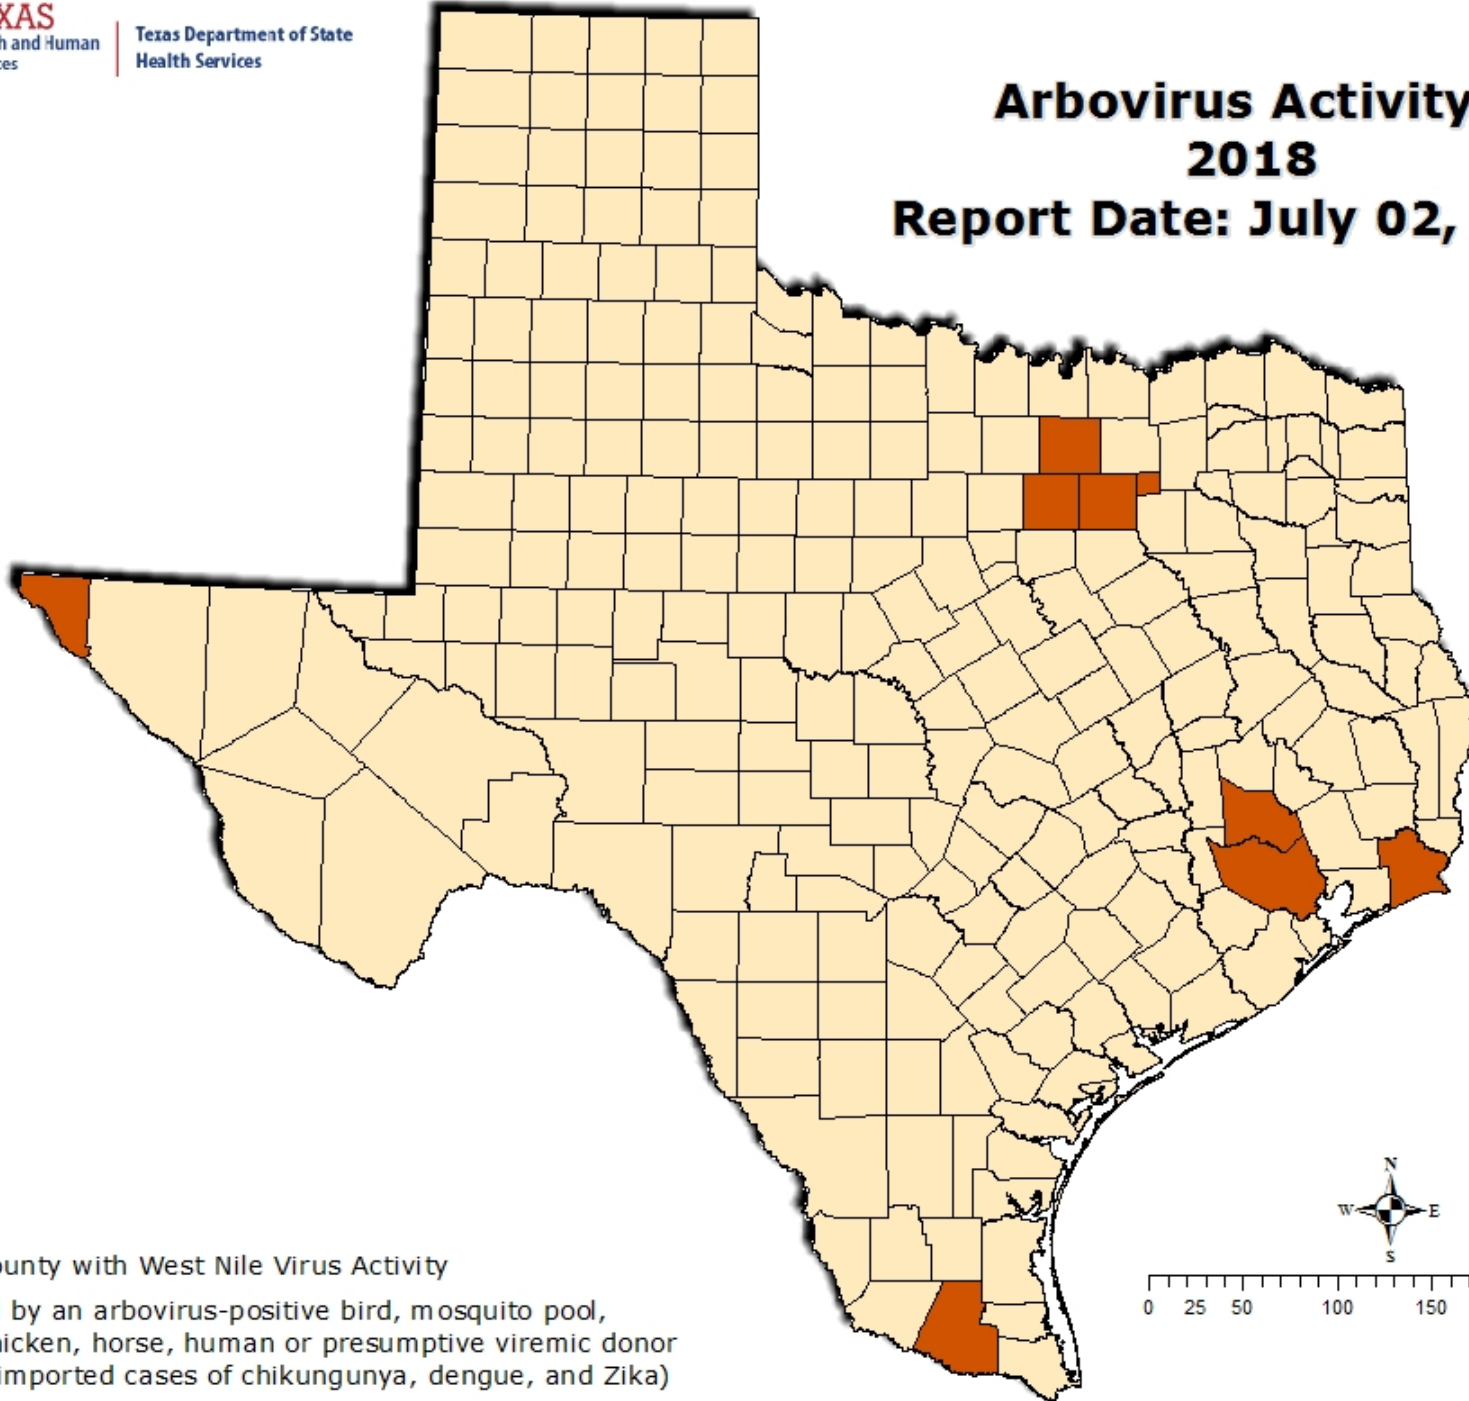 XAS
h and Human
ces
Texas Department of State
Health Services
Arbovirus Activity
2018
Report Date: July 02,
N
W E
S
0 25 50 100 150
ounty with West Nile Virus Activity
by an arbovirus-positive bird, mosquito pool,
icken, horse, human or presumptive viremic donor
imported cases of chikungunya, dengue, and Zika)